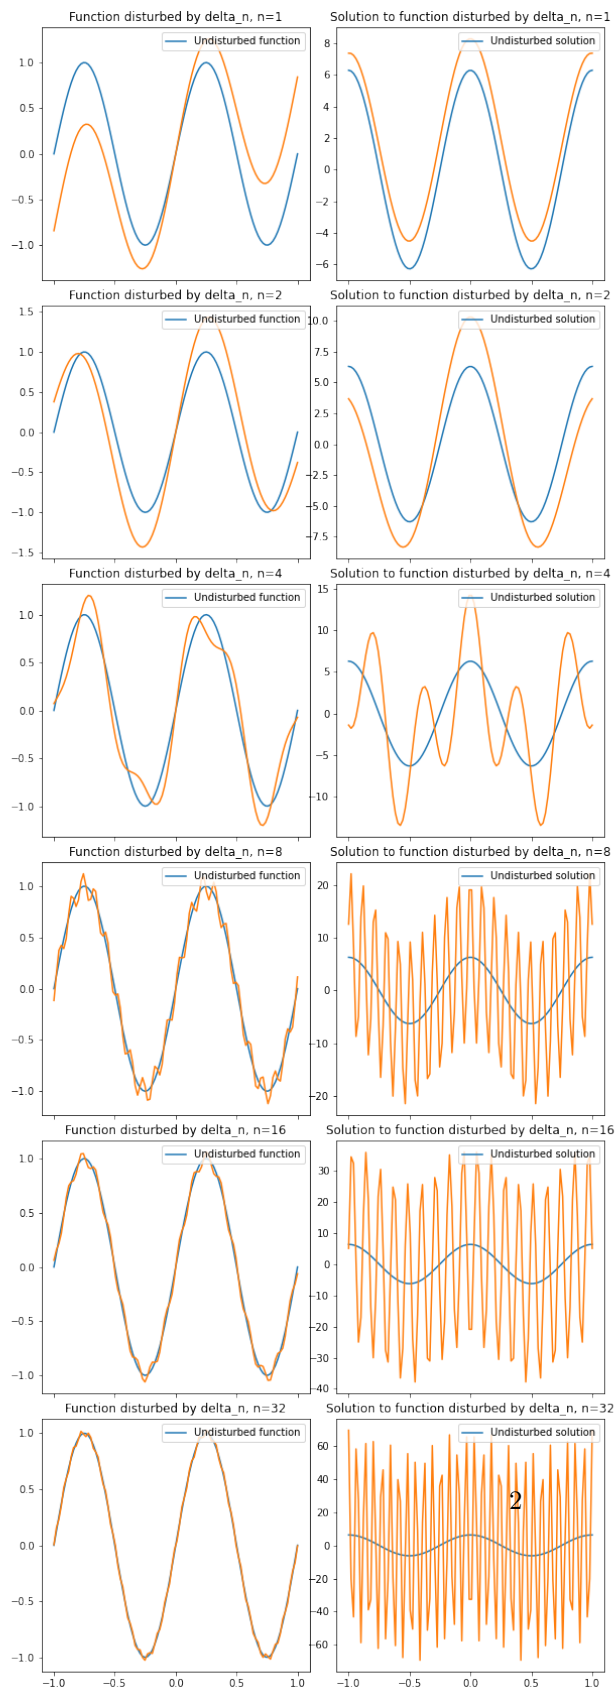 Function disturbed by delta_n, n=1
Undisturbed function
1.0
0.5
0.0
−0.5
−1.0
Solution to function disturbed by delta_n, n=1
Undisturbed solution
8
6
4
2
0
−2
−4
−6
Function disturbed by delta_n, n=2
Undisturbed function
1.5
1.0
0.5
0.0
−0.5
−1.0
−1.5
Solution to function disturbed by delta_n, n=2
Undisturbed solution
10.0
7.5
5.0
2.5
0.0
−2.5
−5.0
−7.5
Function disturbed by delta_n, n=4
Undisturbed function
1.0
0.5
0.0
−0.5
−1.0
Solution to function disturbed by delta_n, n=4
Undisturbed solution
15
10
5
0
−5
−10
Function disturbed by delta_n, n=8
Undisturbed function
1.0
0.5
0.0
−0.5
−1.0
Solution to function disturbed by delta_n, n=8
Undisturbed solution
20
10
0
−10
−20
Function disturbed by delta_n, n=16
Undisturbed function
1.0
0.5
0.0
−0.5
−1.0
Solution to function disturbed by delta_n, n=16
Undisturbed solution
30
20
10
0
−10
−20
−30
−40
Function disturbed by delta_n, n=32
Undisturbed function
1.0
0.5
0.0
−0.5
−1.0
−1.0 −0.5 0.0 0.5 1.0
Solution to function disturbed by delta_n, n=32
Undisturbed solution
60
40
20
0
−20
−40
−60
2
−1.0 −0.5 0.0 0.5 1.0